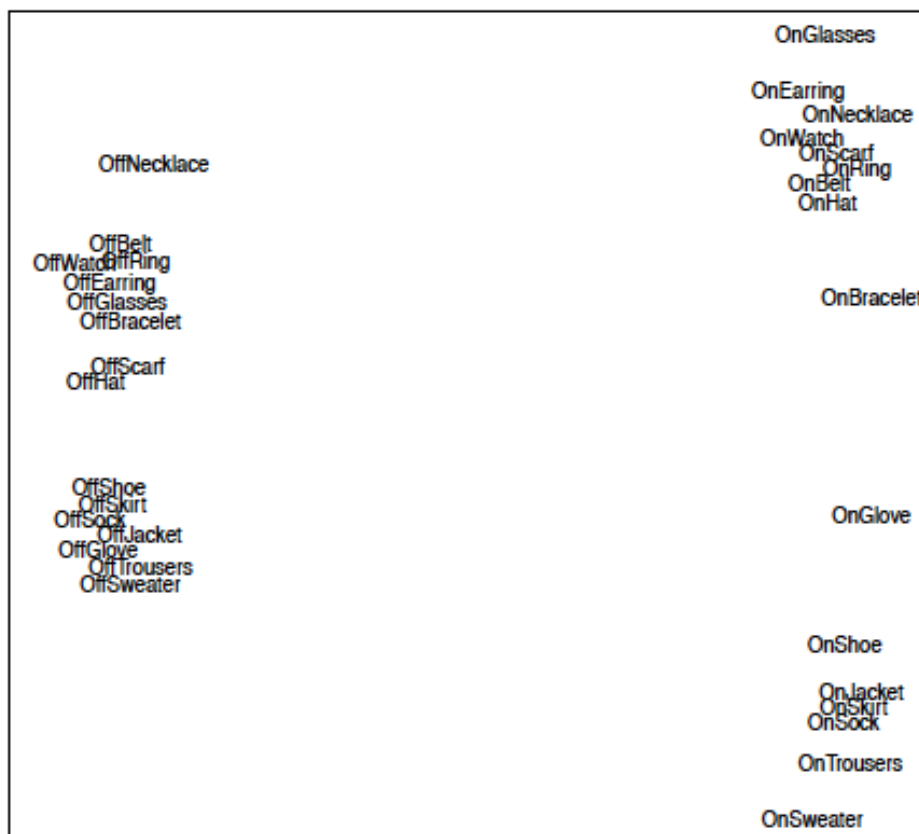 OnGlasses
OnEarring
OnNecklace
OnWatch
OnScarf
OffNecklace
OnRing
OnBelt
OnHat
OffBelt
OffWatch
OffRing
OffEarring
OffGlasses
OnBracelet
OffBracelet
OffScarf
OffHat
OffShoe
OffSkirt
OnGlove
OffSock
OffJacket
OffGlove
OffTrousers
OffSweater
OnShoe
OnJacket
OnSkirt
OnSock
OnTrousers
OnSweater